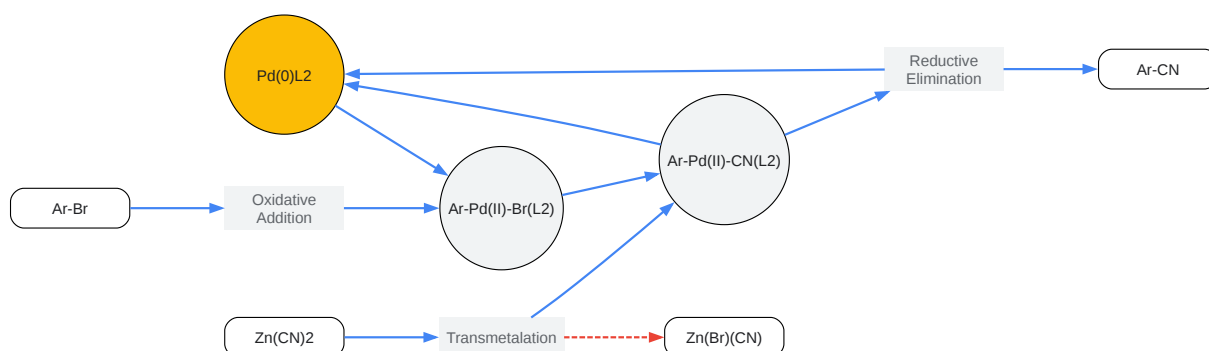 Pd(0)L2
Reductive
Elimination
Ar-CN
Ar-Pd(II)-CN(L2)
Ar-Br
Oxidative
Addition
Ar-Pd(II)-Br(L2)
Zn(CN)2
Transmetalation
Zn(Br)(CN)